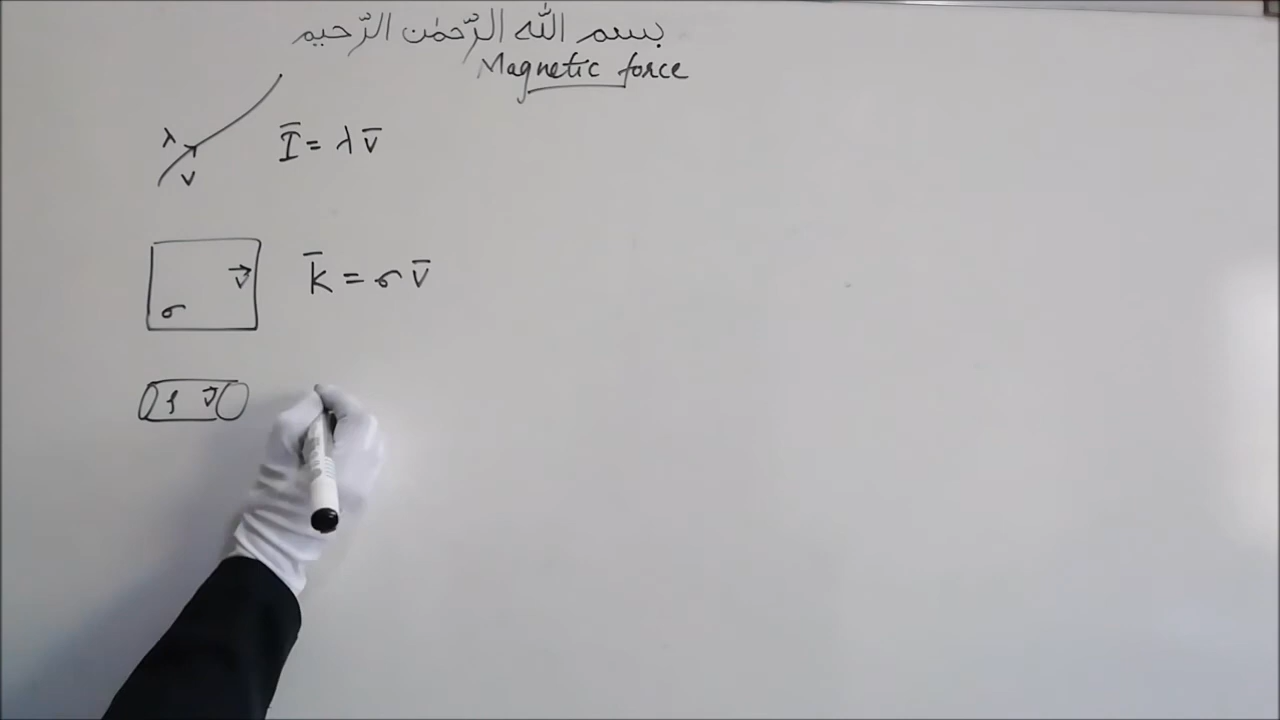 بسم الله الرّحمٰن الرّحيم
Magnetic force
λ
v
I̅ = λ v̅
v⃗
σ
k̅ = σ v̅
ρ v⃗